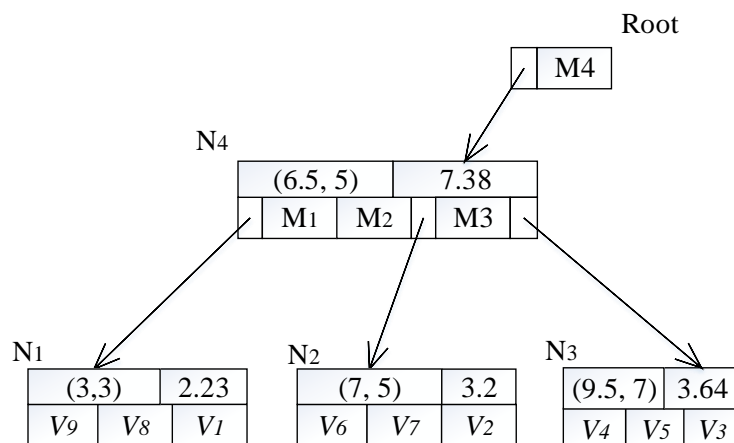 Root
M4
N4
(6.5, 5) 7.38
M1 M2 M3
N1 N2 N3
(3,3) 2.23 (7, 5) 3.2 (9.5, 7) 3.64
V9 V8 V1 V6 V7 V2 V4 V5 V3